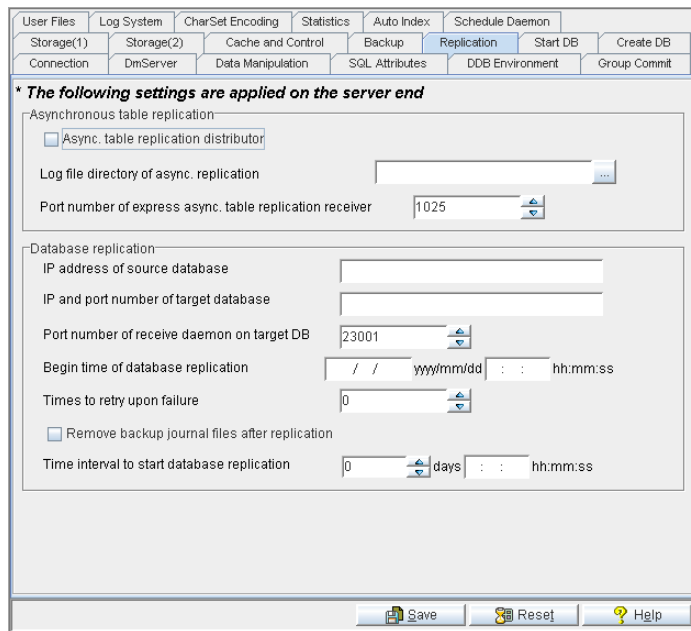 User Files Log System CharSet Encoding Statistics Auto Index Schedule Daemon
Storage(1) Storage(2) Cache and Control Backup Replication Start DB Create DB
Connection DmServer Data Manipulation SQL Attributes DDB Environment Group Commit
* The following settings are applied on the server end
Asynchronous table replication
Async. table replication distributor
Log file directory of async. replication ...
Port number of express async. table replication receiver 1025
Database replication
IP address of source database
IP and port number of target database
Port number of receive daemon on target DB 23001
Begin time of database replication / / yyyy/mm/dd : : hh:mm:ss
Times to retry upon failure 0
Remove backup journal files after replication
Time interval to start database replication 0 days : : hh:mm:ss
Save Reset Help